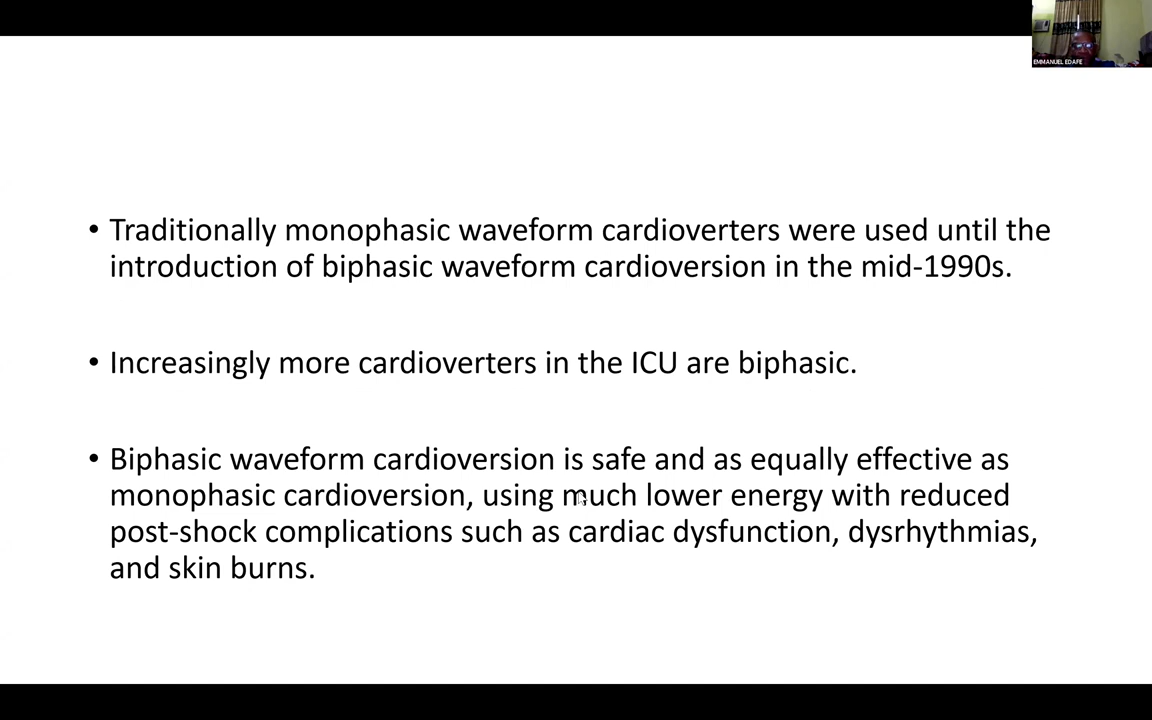 EMMANUEL EDAFE
• Traditionally monophasic waveform cardioverters were used until the
introduction of biphasic waveform cardioversion in the mid-1990s.
• Increasingly more cardioverters in the ICU are biphasic.
• Biphasic waveform cardioversion is safe and as equally effective as
monophasic cardioversion, using much lower energy with reduced
post-shock complications such as cardiac dysfunction, dysrhythmias,
and skin burns.